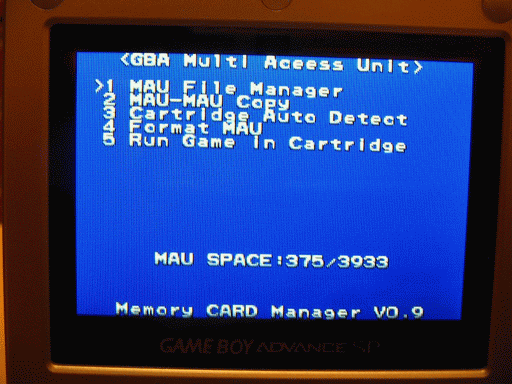 <GBA Multi Aceess Unit>
>1 MAU File Manager
2 MAU-MAU Copy
3 Cartridge Auto Detect
4 Format MAU
5 Run Game in Cartridge
MAU SPACE:375/3933
Memory CARD Manager V0.9
GAME BOY ADVANCE SP